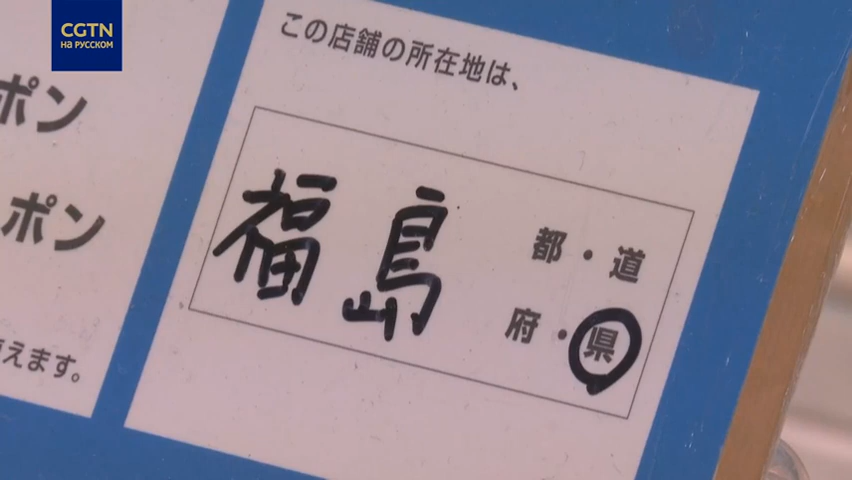 CGTN
НА РУССКОМ
この店舗の所在地は、
福島
都・道
府・県
ポン
ポン
えます。